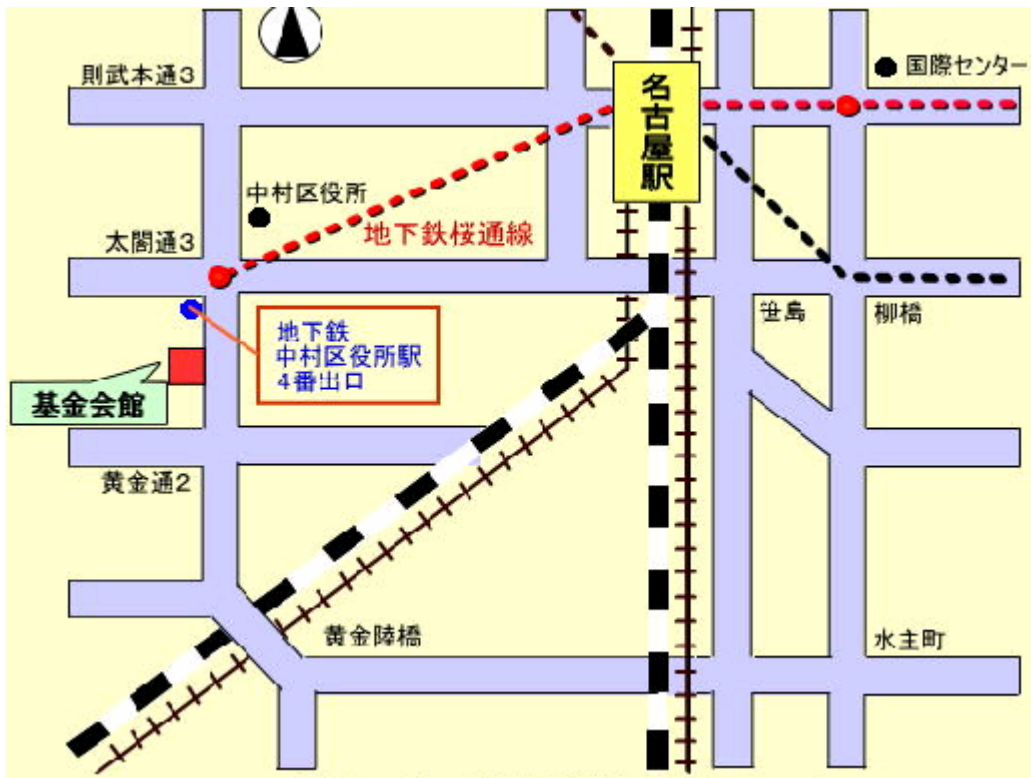 則武本通3
国際センター
名古屋駅
中村区役所
地下鉄桜通線
太閤通3
笹島
柳橋
地下鉄
中村区役所駅
4番出口
基金会館
黄金通2
黄金陸橋
水主町